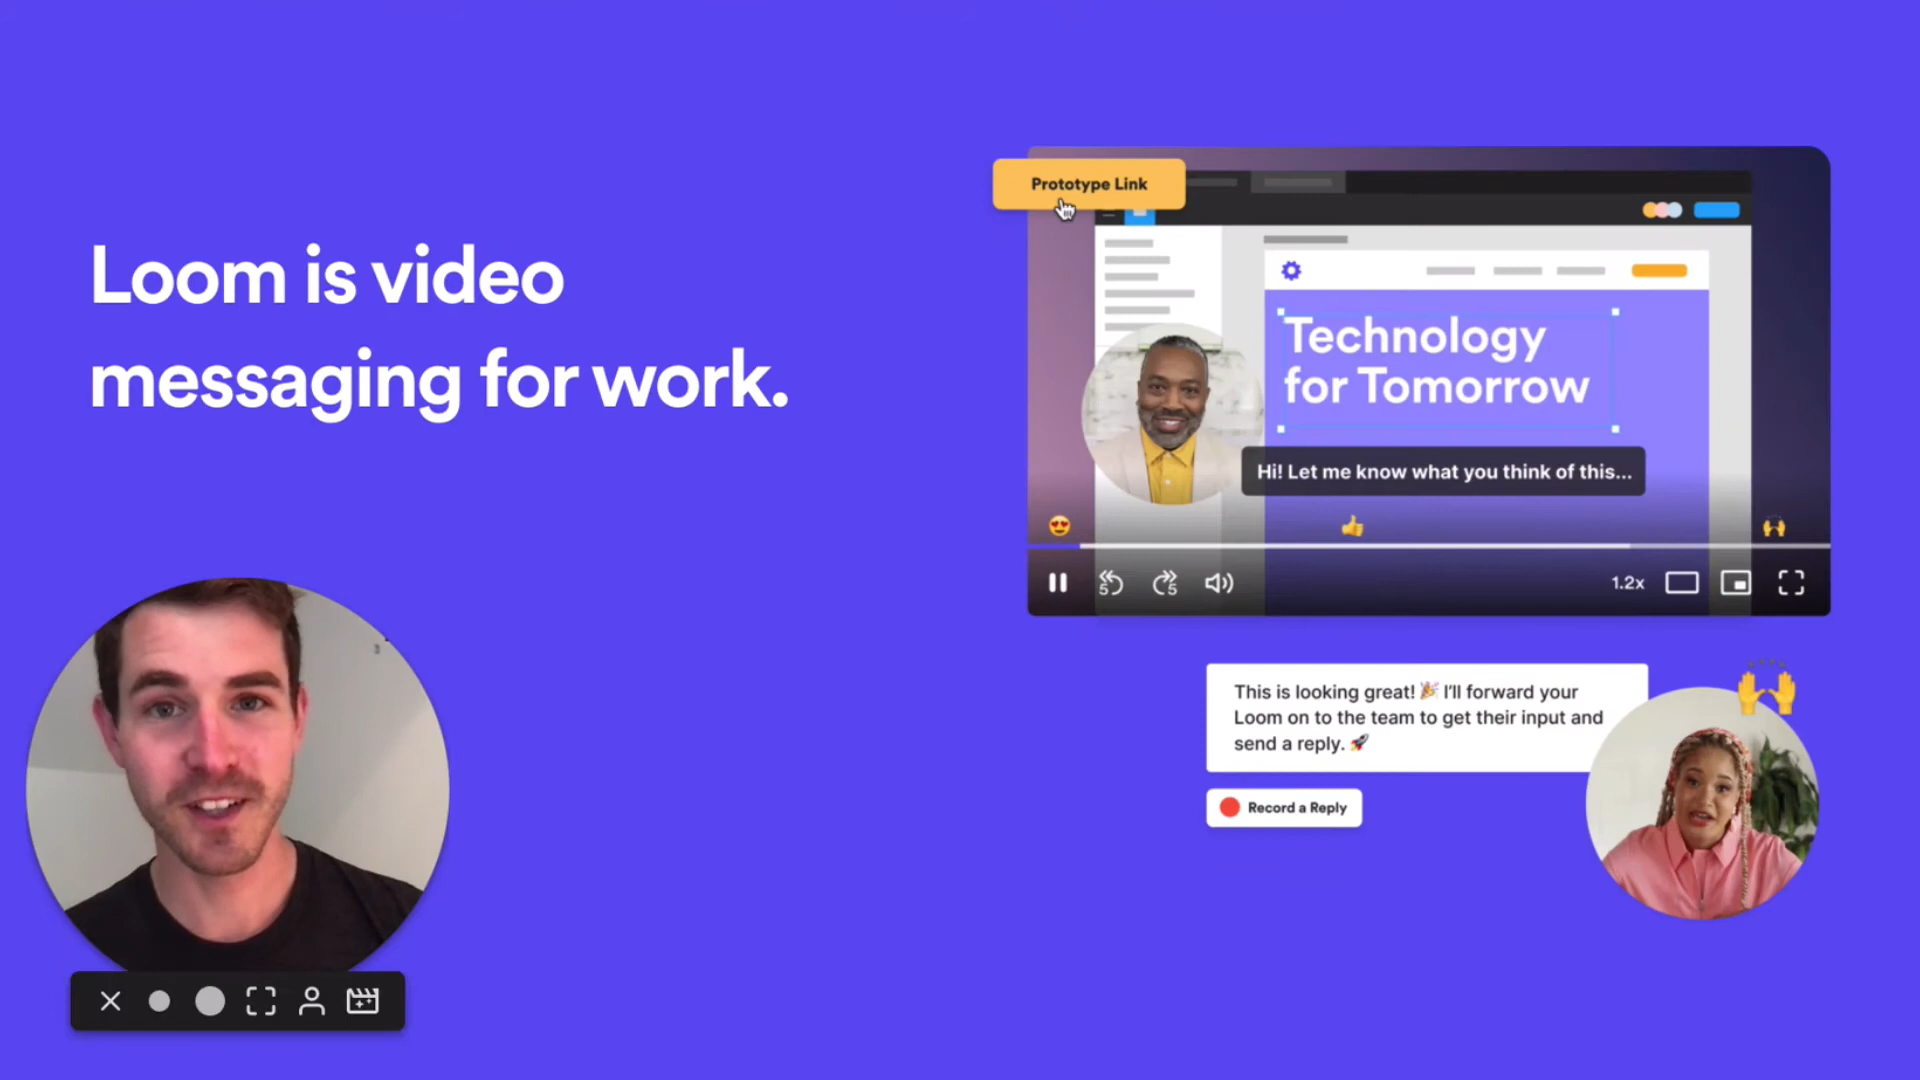 Loom is video
messaging for work.
Prototype Link
Technology
for Tomorrow
Hi! Let me know what you think of this...
5
5
1.2x
This is looking great! 🎉 I'll forward your
Loom on to the team to get their input and
send a reply. 🚀
Record a Reply